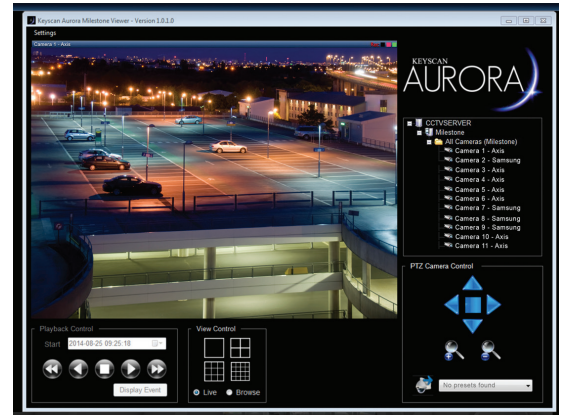 Keyscan Aurora Milestone Viewer - Version 1.0.1.0
Settings
Camera 1 - Axis
KEYSCAN
AURORA
CCTVSERVER
Milestone
All Cameras (Milestone)
Camera 1 - Axis
Camera 2 - Samsung
Camera 3 - Axis
Camera 4 - Axis
Camera 5 - Axis
Camera 6 - Axis
Camera 7 - Samsung
Camera 8 - Samsung
Camera 9 - Samsung
Camera 10 - Axis
Camera 11 - Axis
PTZ Camera Control
No presets found
Playback Control
Start 2014-08-25 09:25:18
Display Event
View Control
Live Browse